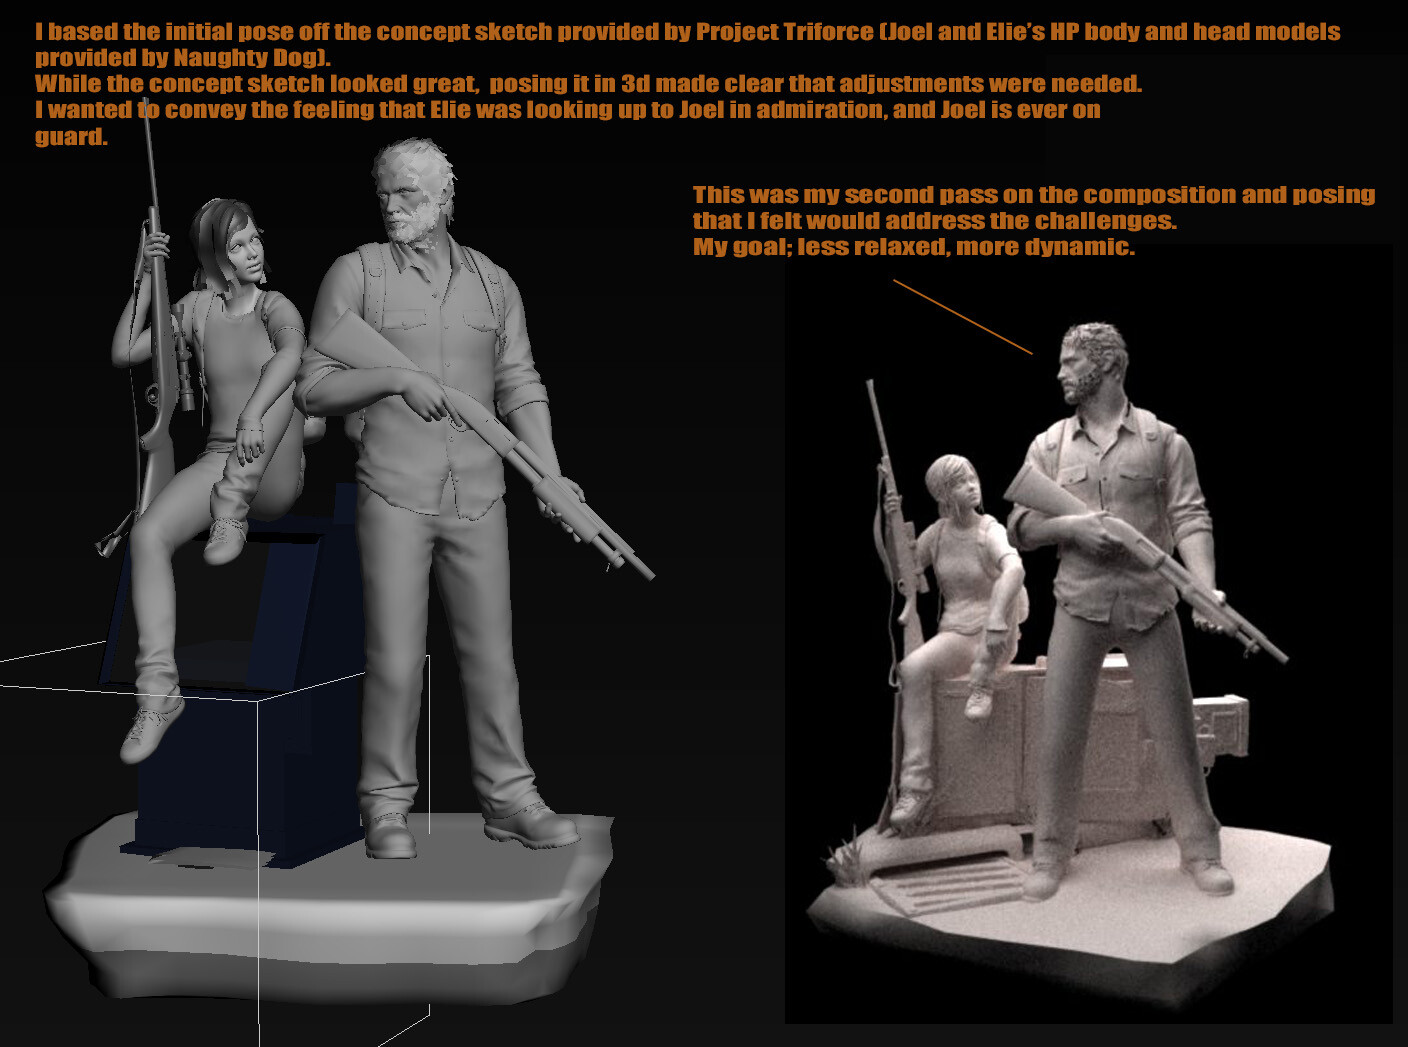 I based the initial pose off the concept sketch provided by Project Triforce (Joel and Elie's HP body and head models
provided by Naughty Dog).
While the concept sketch looked great, posing it in 3d made clear that adjustments were needed.
I wanted to convey the feeling that Elie was looking up to Joel in admiration, and Joel is ever on
guard.
This was my second pass on the composition and posing
that I felt would address the challenges.
My goal; less relaxed, more dynamic.